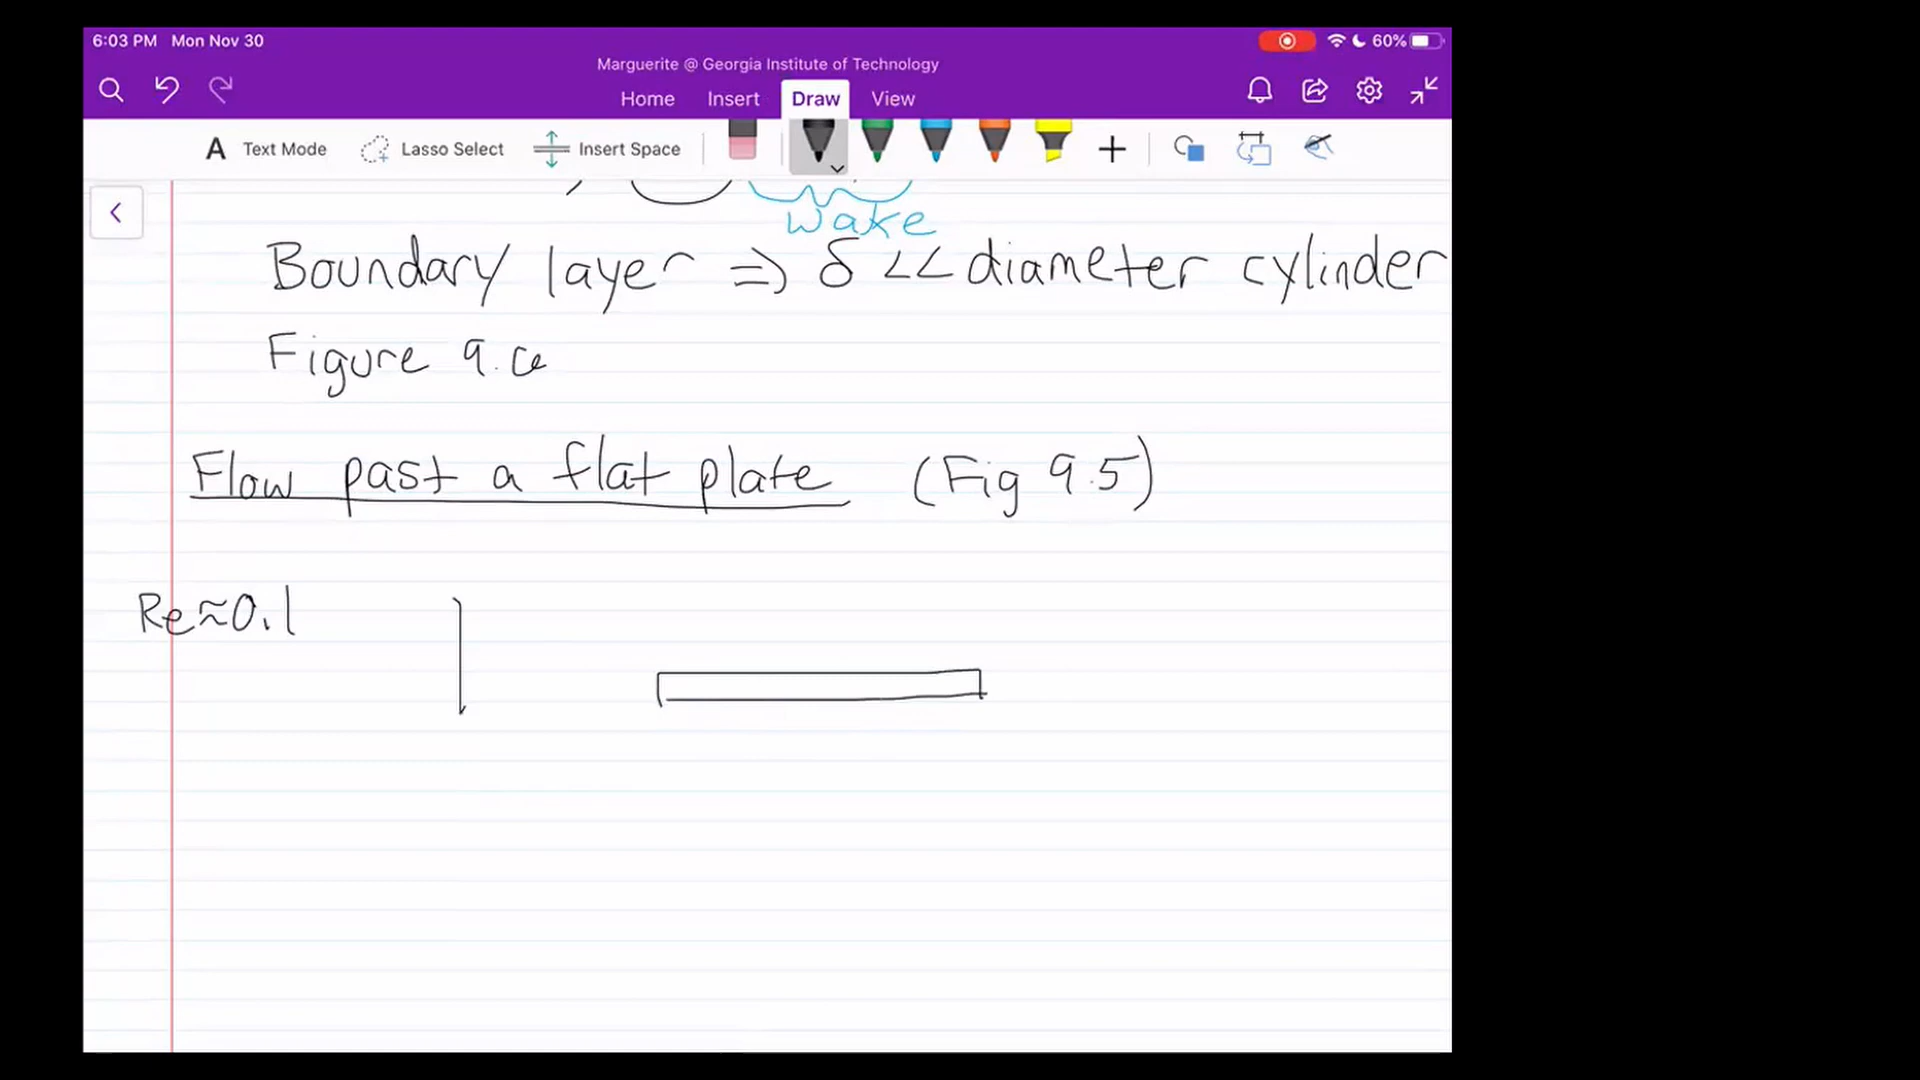 6:03 PM Mon Nov 30
60%
Marguerite @ Georgia Institute of Technology
Home Insert Draw View
A Text Mode Lasso Select Insert Space
wake
Boundary layer => δ << diameter cylinder
Figure 9.
Flow past a flat plate (Fig 9.5)
Re≈0.1